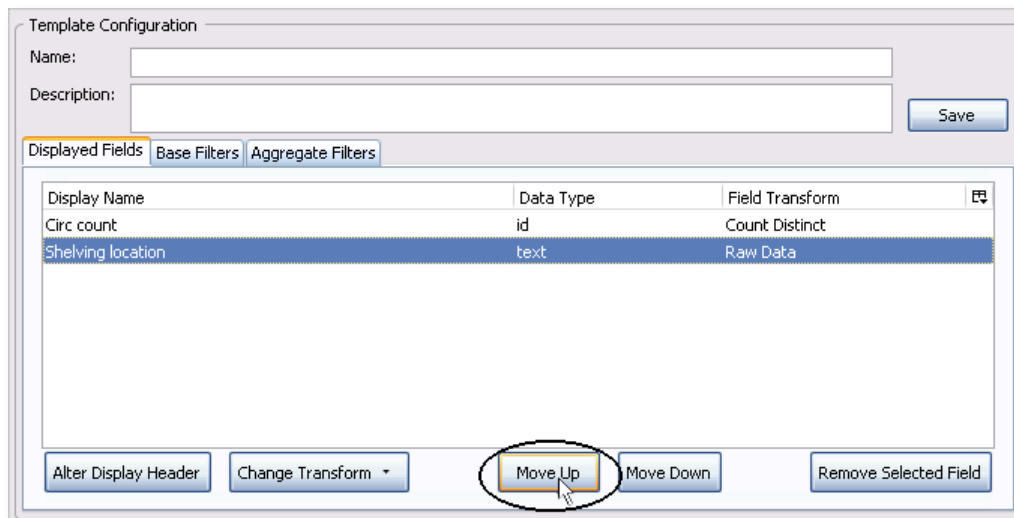 Template Configuration
Name:
Description:
Save
Displayed Fields Base Filters Aggregate Filters
Display Name Data Type Field Transform
Circ count id Count Distinct
Shelving location text Raw Data
Alter Display Header Change Transform Move Up Move Down Remove Selected Field